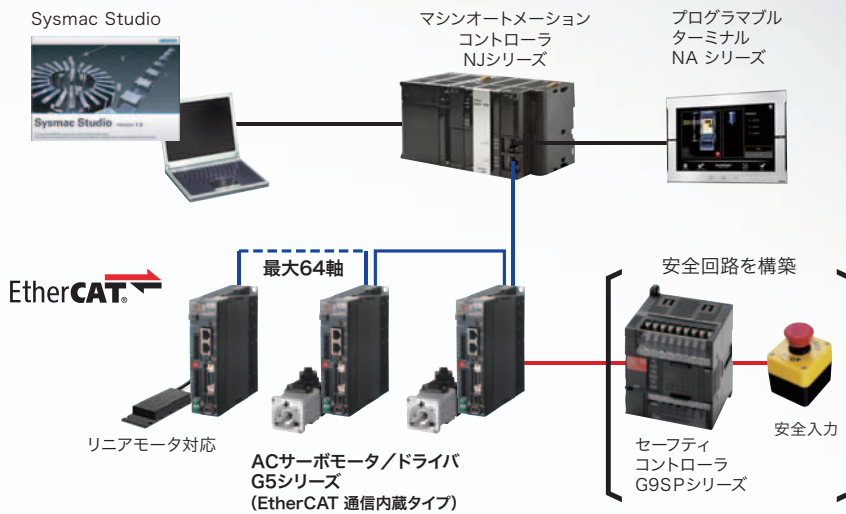 Sysmac Studio
マシンオートメーション
コントローラ
NJシリーズ
プログラマブル
ターミナル
NA シリーズ
Sysmac Studio
EtherCAT®
最大64軸
安全回路を構築
リニアモータ対応
ACサーボモータ／ドライバ
G5シリーズ
(EtherCAT 通信内蔵タイプ)
セーフティ
コントローラ
G9SPシリーズ
安全入力